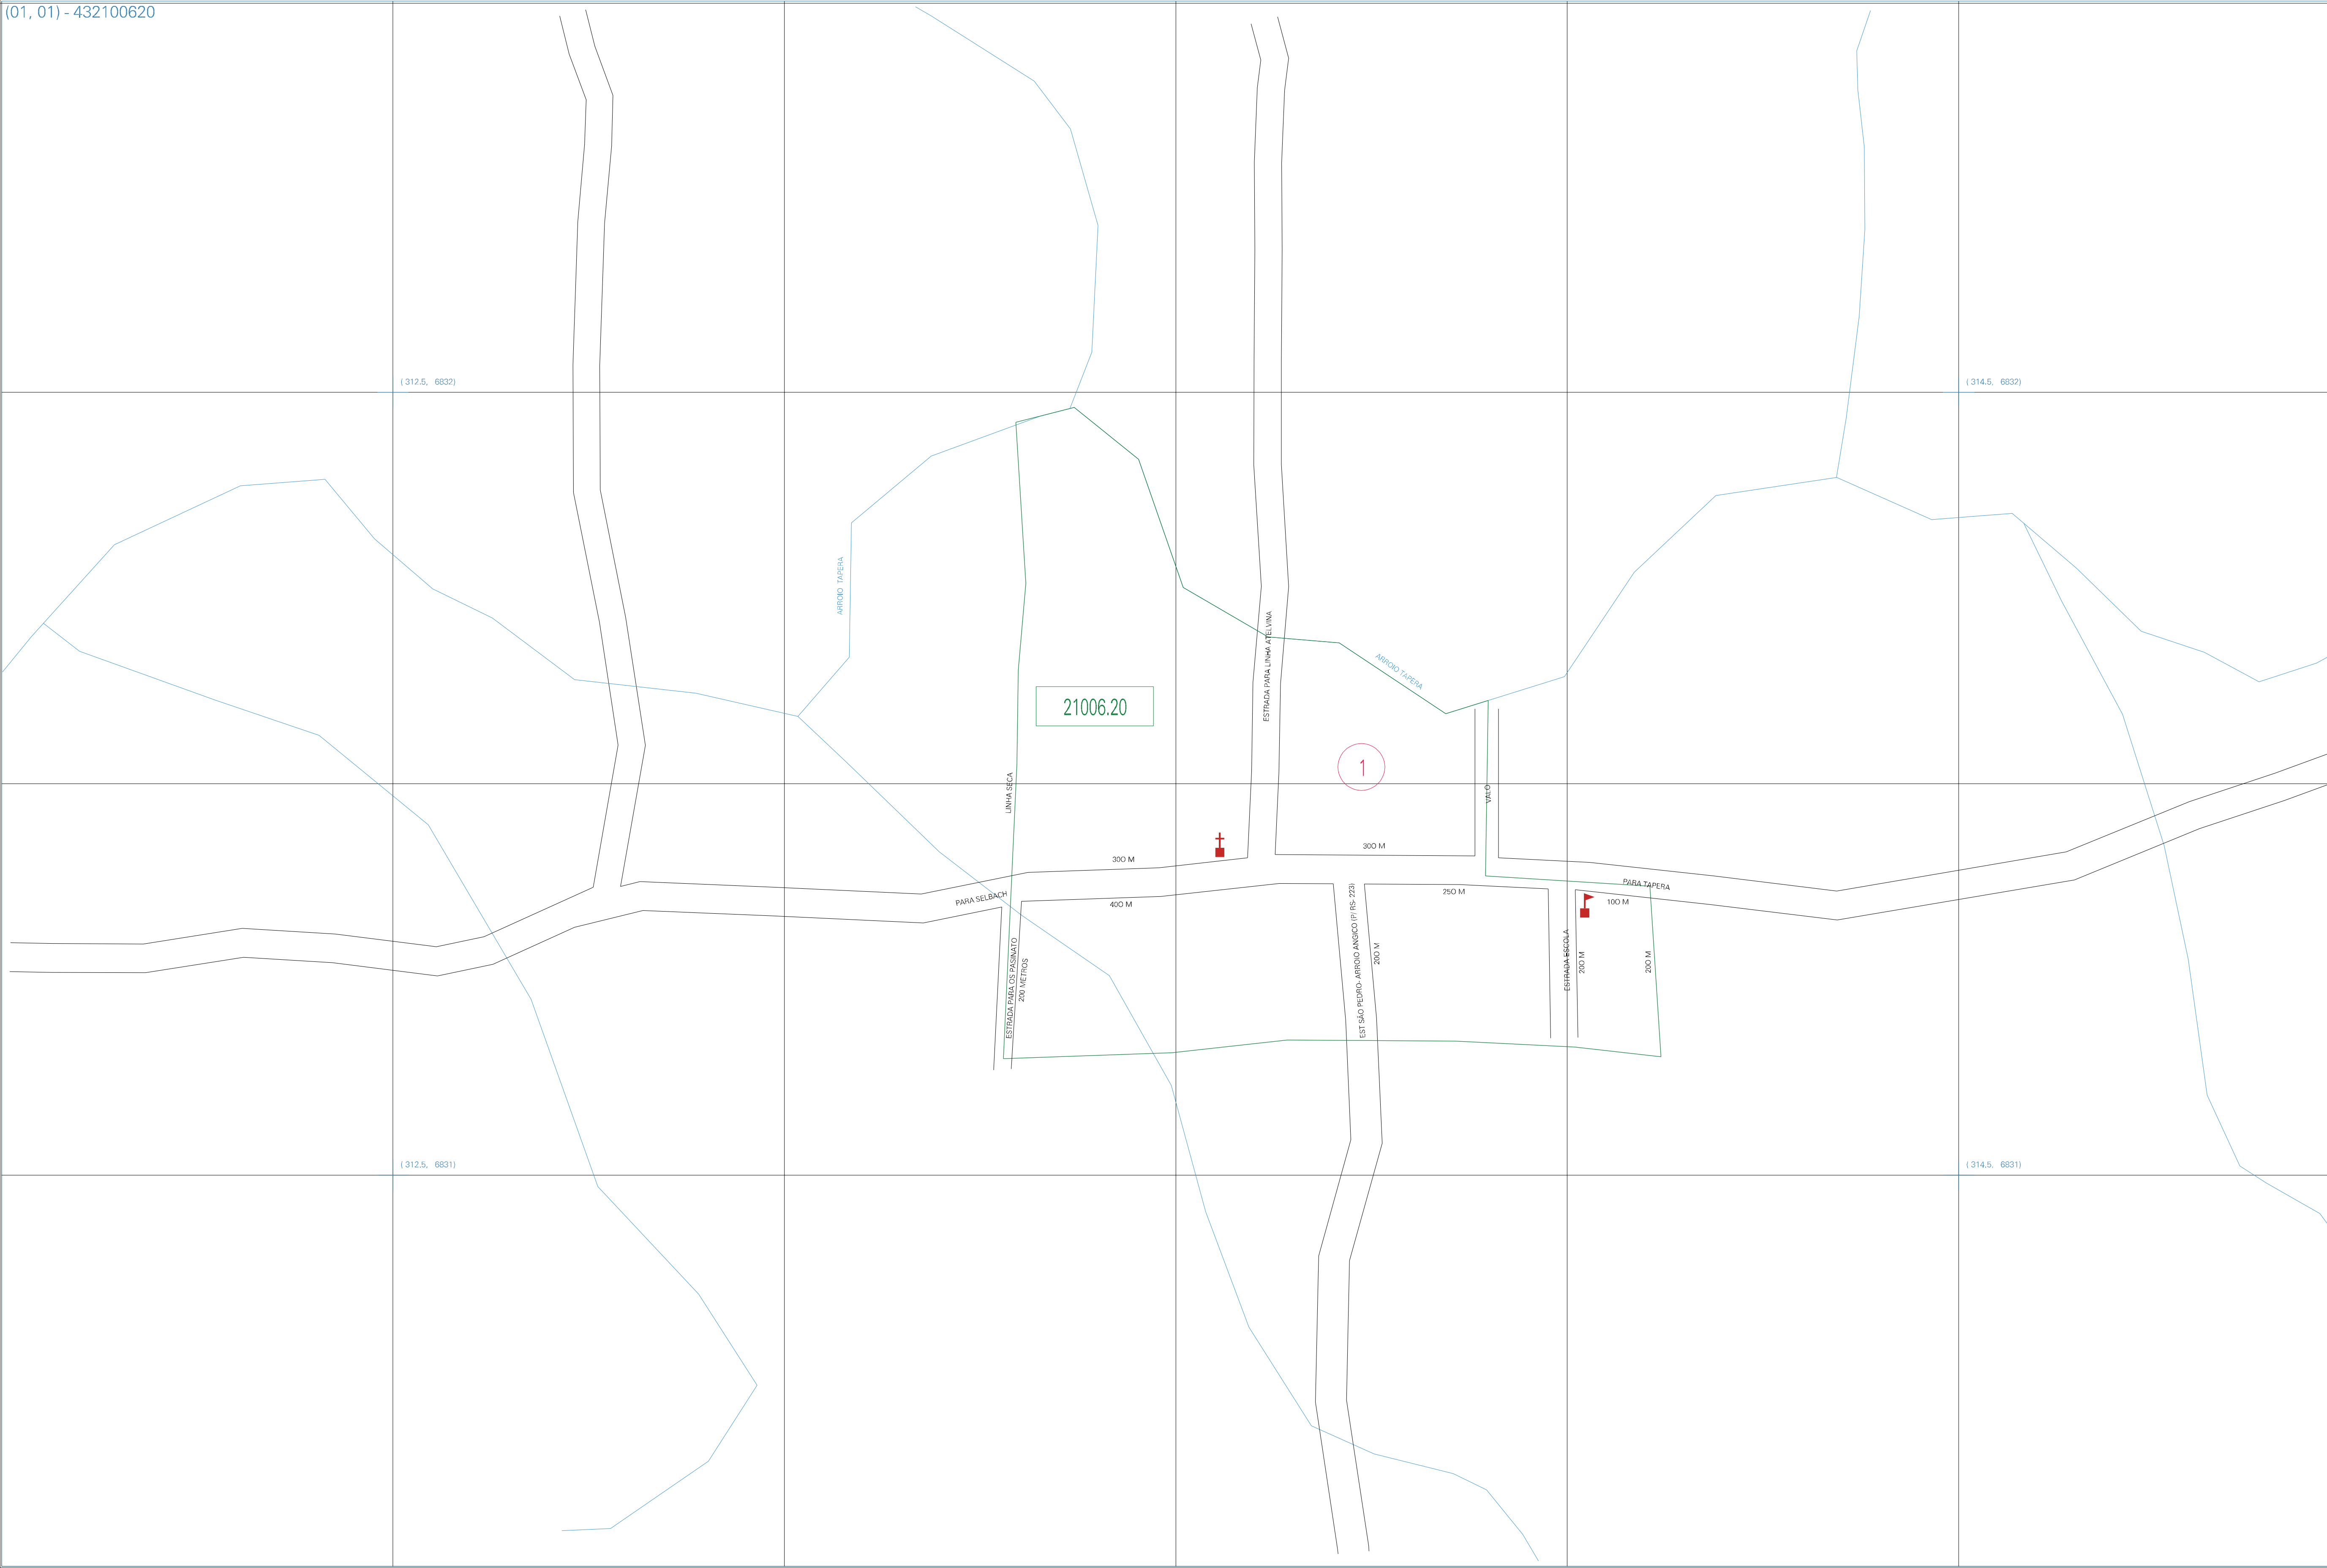 (01, 01) - 432100620
(312.5, 6832)
(314.5, 6832)
ARROIO TAPERA
ESTRADA PARA LINHA ATELVINA
ARROIO TAPERA
21006.20
1
LINHA SECA
VALO
300 M
300 M
PARA SELBACH
400 M
250 M
PARA TAPERA
100 M
ESTRADA PARA OS PASINATO
200 METROS
EST SÃO PEDRO- ARROIO ANGICO (P/ RS- 223)
200 M
ESTRADA ESCOLA
200 M
200 M
(312.5, 6831)
(314.5, 6831)